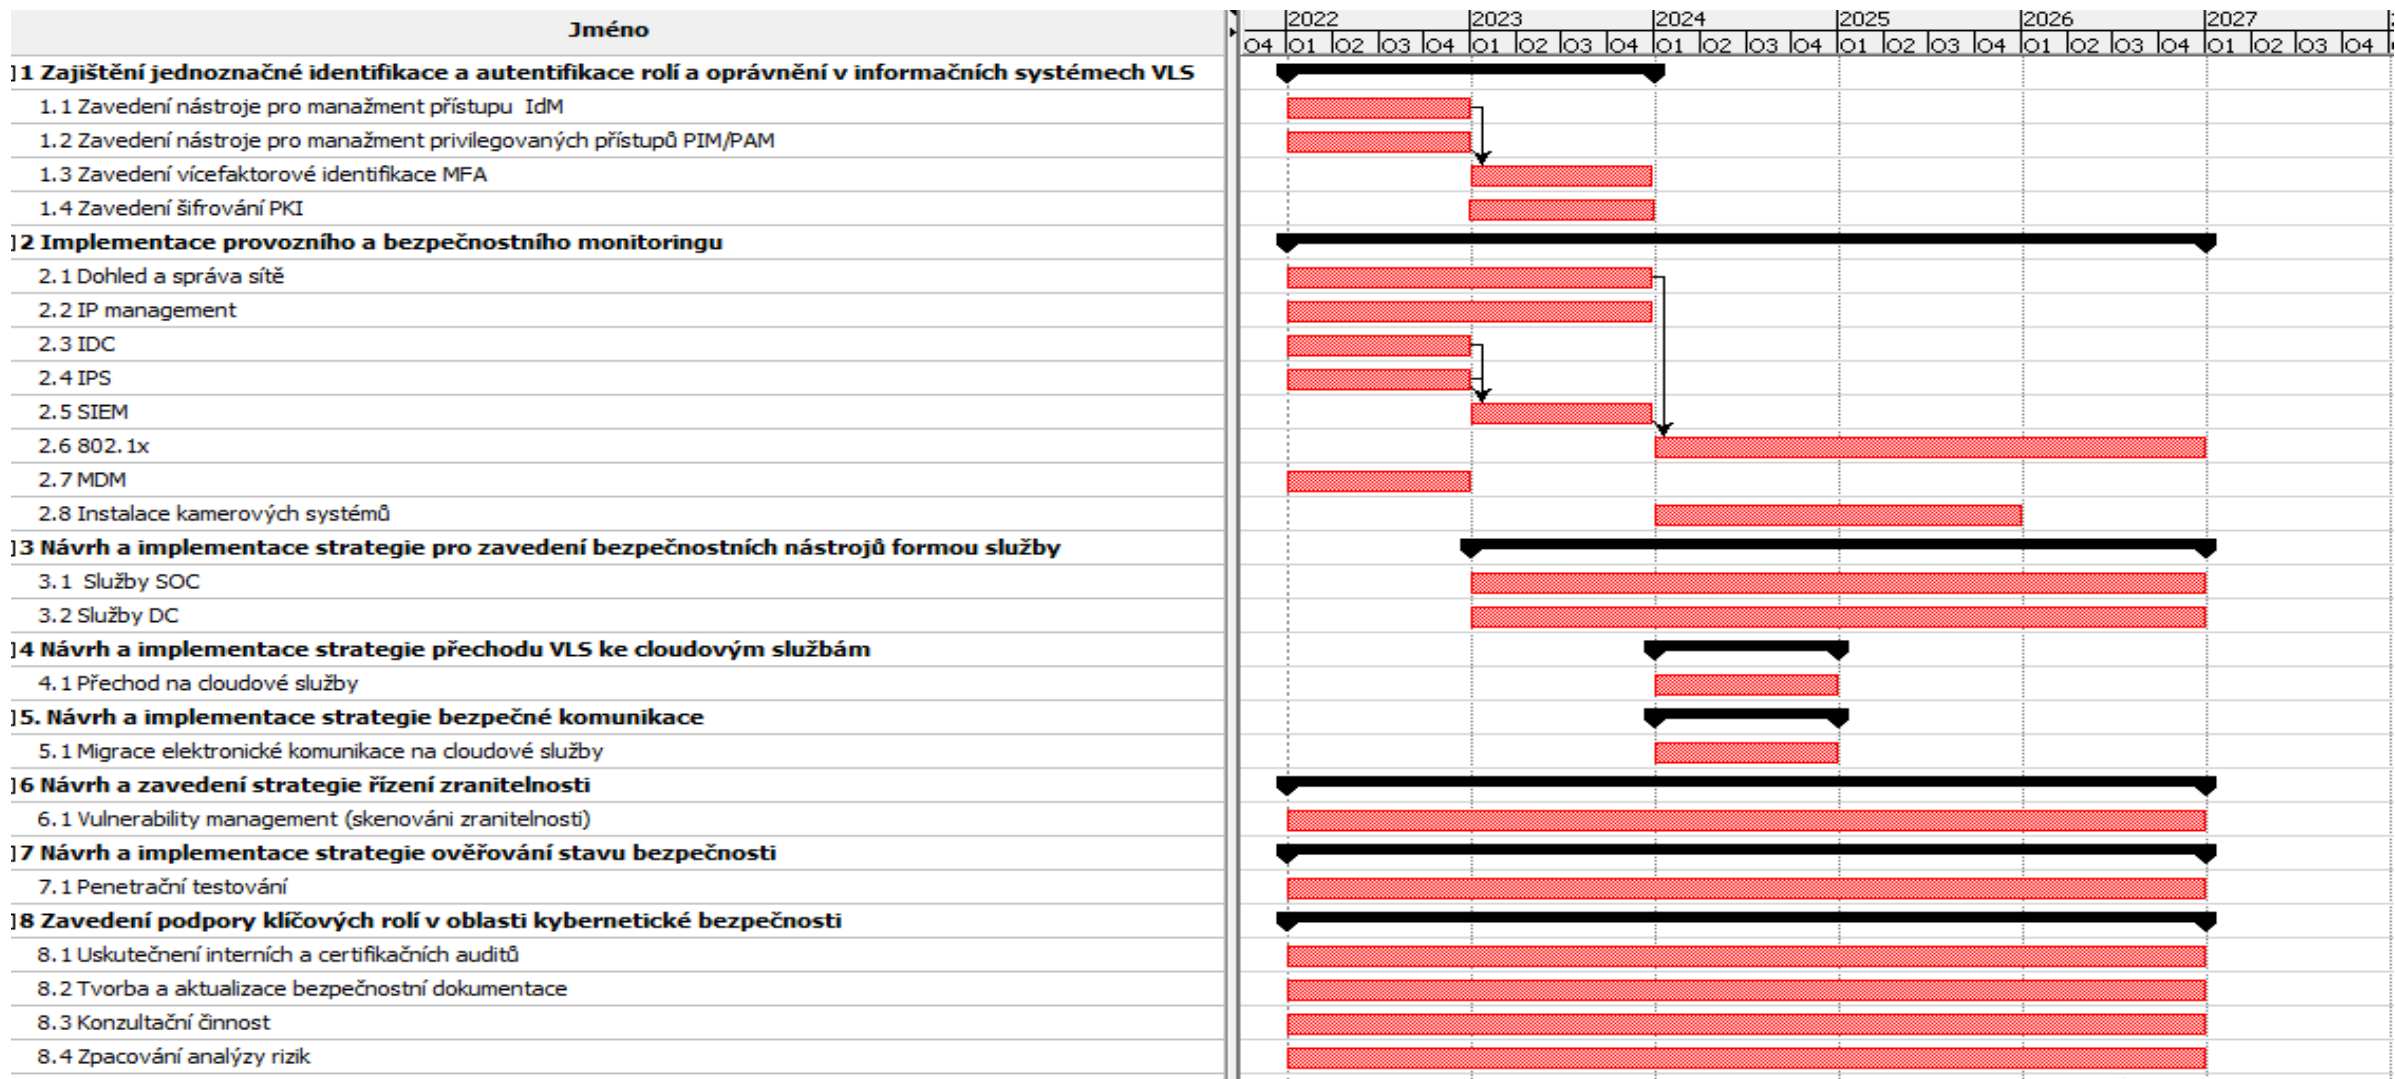 Jméno
2022 2023 2024 2025 2026 2027
Q4 Q1 Q2 Q3 Q4 Q1 Q2 Q3 Q4 Q1 Q2 Q3 Q4 Q1 Q2 Q3 Q4 Q1 Q2 Q3 Q4 Q1 Q2 Q3 Q4
1 Zajištění jednoznačné identifikace a autentifikace rolí a oprávnění v informačních systémech VLS
1.1 Zavedení nástroje pro manažment přístupu IdM
1.2 Zavedení nástroje pro manažment privilegovaných přístupů PIM/PAM
1.3 Zavedení vícefaktorové identifikace MFA
1.4 Zavedení šifrování PKI
2 Implementace provozního a bezpečnostního monitoringu
2.1 Dohled a správa sítě
2.2 IP management
2.3 IDC
2.4 IPS
2.5 SIEM
2.6 802.1x
2.7 MDM
2.8 Instalace kamerových systémů
3 Návrh a implementace strategie pro zavedení bezpečnostních nástrojů formou služby
3.1 Služby SOC
3.2 Služby DC
4 Návrh a implementace strategie přechodu VLS ke cloudovým službám
4.1 Přechod na cloudové služby
5. Návrh a implementace strategie bezpečné komunikace
5.1 Migrace elektronické komunikace na cloudové služby
6 Návrh a zavedení strategie řízení zranitelnosti
6.1 Vulnerability management (skenováni zranitelnosti)
7 Návrh a implementace strategie ověřování stavu bezpečnosti
7.1 Penetrační testování
8 Zavedení podpory klíčových rolí v oblasti kybernetické bezpečnosti
8.1 Uskutečnení interních a certifikačních auditů
8.2 Tvorba a aktualizace bezpečnostní dokumentace
8.3 Konzultační činnost
8.4 Zpacování analýzy rizik